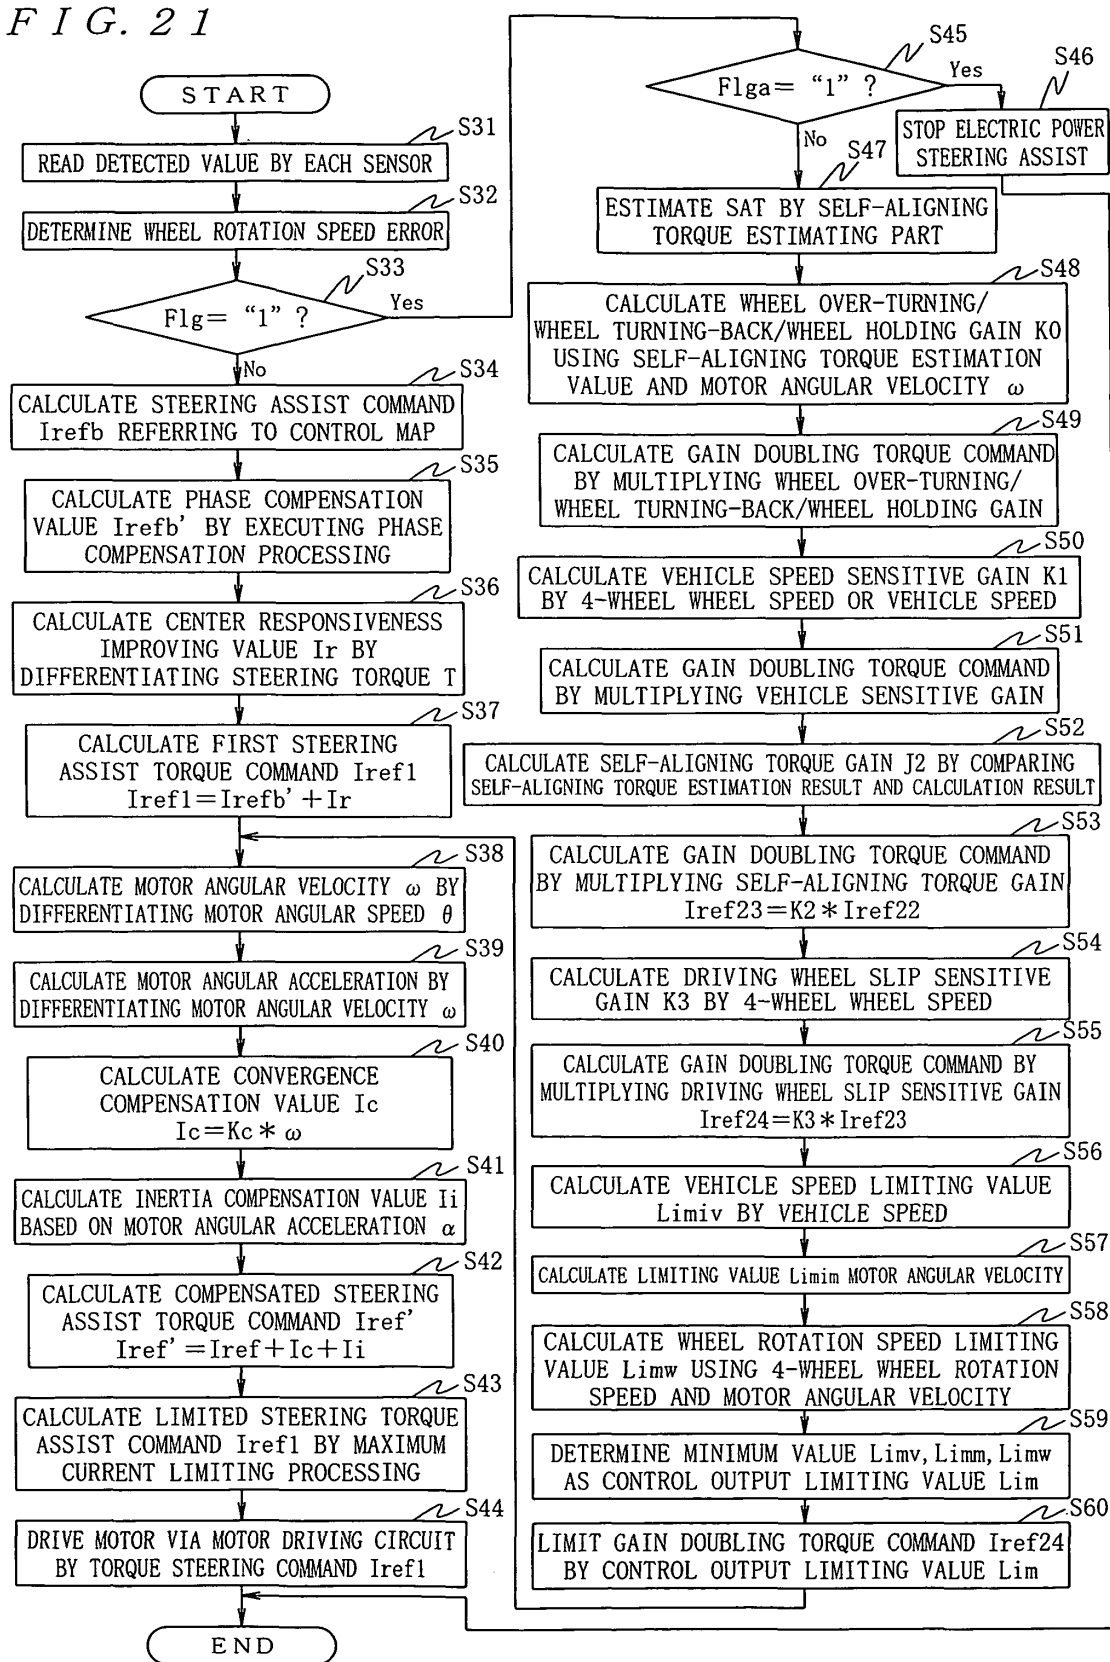 FIG. 21
START
S31
READ DETECTED VALUE BY EACH SENSOR
S32
DETERMINE WHEEL ROTATION SPEED ERROR
S33
Flg= “1” ?
Yes
No
S34
CALCULATE STEERING ASSIST COMMAND
Irefb REFERRING TO CONTROL MAP
S35
CALCULATE PHASE COMPENSATION
VALUE Irefb' BY EXECUTING PHASE
COMPENSATION PROCESSING
S36
CALCULATE CENTER RESPONSIVENESS
IMPROVING VALUE Ir BY
DIFFERENTIATING STEERING TORQUE T
S37
CALCULATE FIRST STEERING
ASSIST TORQUE COMMAND Iref1
Iref1=Irefb'+Ir
S38
CALCULATE MOTOR ANGULAR VELOCITY ω BY
DIFFERENTIATING MOTOR ANGULAR SPEED θ
S39
CALCULATE MOTOR ANGULAR ACCELERATION BY
DIFFERENTIATING MOTOR ANGULAR VELOCITY ω
S40
CALCULATE CONVERGENCE
COMPENSATION VALUE Ic
Ic=Kc* ω
S41
CALCULATE INERTIA COMPENSATION VALUE Ii
BASED ON MOTOR ANGULAR ACCELERATION α
S42
CALCULATE COMPENSATED STEERING
ASSIST TORQUE COMMAND Iref'
Iref'=Iref+Ic+Ii
S43
CALCULATE LIMITED STEERING TORQUE
ASSIST COMMAND Iref1 BY MAXIMUM
CURRENT LIMITING PROCESSING
S44
DRIVE MOTOR VIA MOTOR DRIVING CIRCUIT
BY TORQUE STEERING COMMAND Iref1
END
S45
Flga= “1” ?
Yes
No
S46
STOP ELECTRIC POWER
STEERING ASSIST
S47
ESTIMATE SAT BY SELF-ALIGNING
TORQUE ESTIMATING PART
S48
CALCULATE WHEEL OVER-TURNING/
WHEEL TURNING-BACK/WHEEL HOLDING GAIN K0
USING SELF-ALIGNING TORQUE ESTIMATION
VALUE AND MOTOR ANGULAR VELOCITY ω
S49
CALCULATE GAIN DOUBLING TORQUE COMMAND
BY MULTIPLYING WHEEL OVER-TURNING/
WHEEL TURNING-BACK/WHEEL HOLDING GAIN
S50
CALCULATE VEHICLE SPEED SENSITIVE GAIN K1
BY 4-WHEEL WHEEL SPEED OR VEHICLE SPEED
S51
CALCULATE GAIN DOUBLING TORQUE COMMAND
BY MULTIPLYING VEHICLE SENSITIVE GAIN
S52
CALCULATE SELF-ALIGNING TORQUE GAIN J2 BY COMPARING
SELF-ALIGNING TORQUE ESTIMATION RESULT AND CALCULATION RESULT
S53
CALCULATE GAIN DOUBLING TORQUE COMMAND
BY MULTIPLYING SELF-ALIGNING TORQUE GAIN
Iref23=K2*Iref22
S54
CALCULATE DRIVING WHEEL SLIP SENSITIVE
GAIN K3 BY 4-WHEEL WHEEL SPEED
S55
CALCULATE GAIN DOUBLING TORQUE COMMAND BY
MULTIPLYING DRIVING WHEEL SLIP SENSITIVE GAIN
Iref24=K3*Iref23
S56
CALCULATE VEHICLE SPEED LIMITING VALUE
Limiv BY VEHICLE SPEED
S57
CALCULATE LIMITING VALUE Limim MOTOR ANGULAR VELOCITY
S58
CALCULATE WHEEL ROTATION SPEED LIMITING
VALUE Limw USING 4-WHEEL WHEEL ROTATION
SPEED AND MOTOR ANGULAR VELOCITY
S59
DETERMINE MINIMUM VALUE Limv, Limm, Limw
AS CONTROL OUTPUT LIMITING VALUE Lim
S60
LIMIT GAIN DOUBLING TORQUE COMMAND Iref24
BY CONTROL OUTPUT LIMITING VALUE Lim